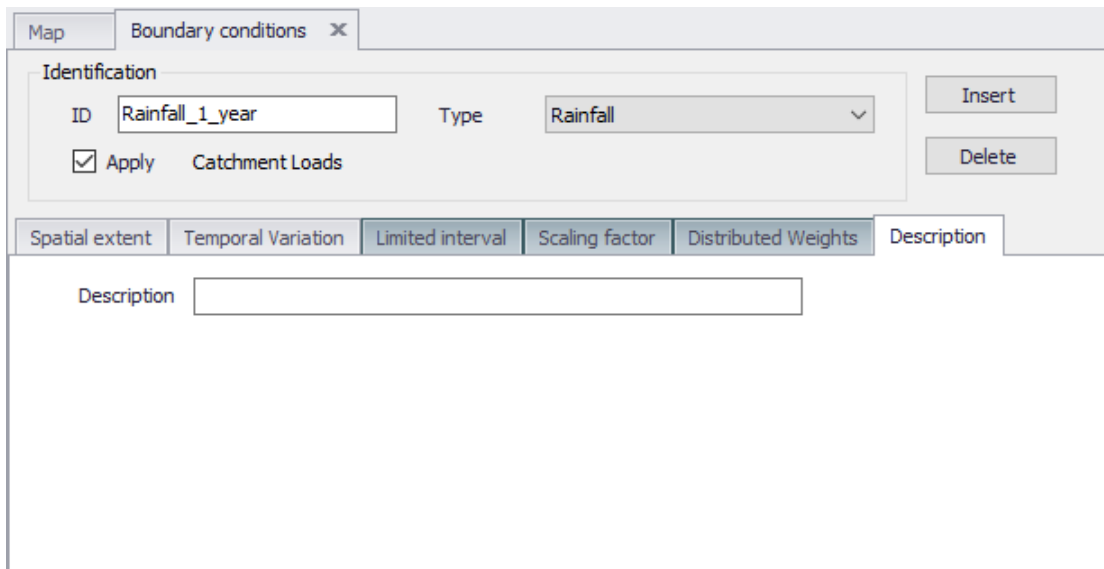 Map Boundary conditions
Identification
ID Rainfall_1_year Type Rainfall Insert
Apply Catchment Loads Delete
Spatial extent Temporal Variation Limited interval Scaling factor Distributed Weights Description
Description